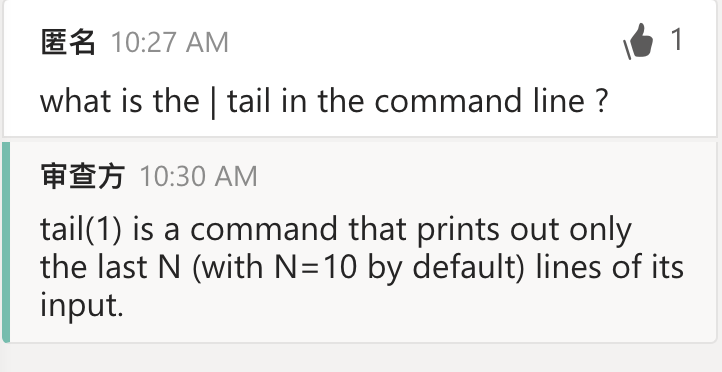 匿名 10:27 AM 1
what is the | tail in the command line ?
审查方 10:30 AM
tail(1) is a command that prints out only
the last N (with N=10 by default) lines of its
input.